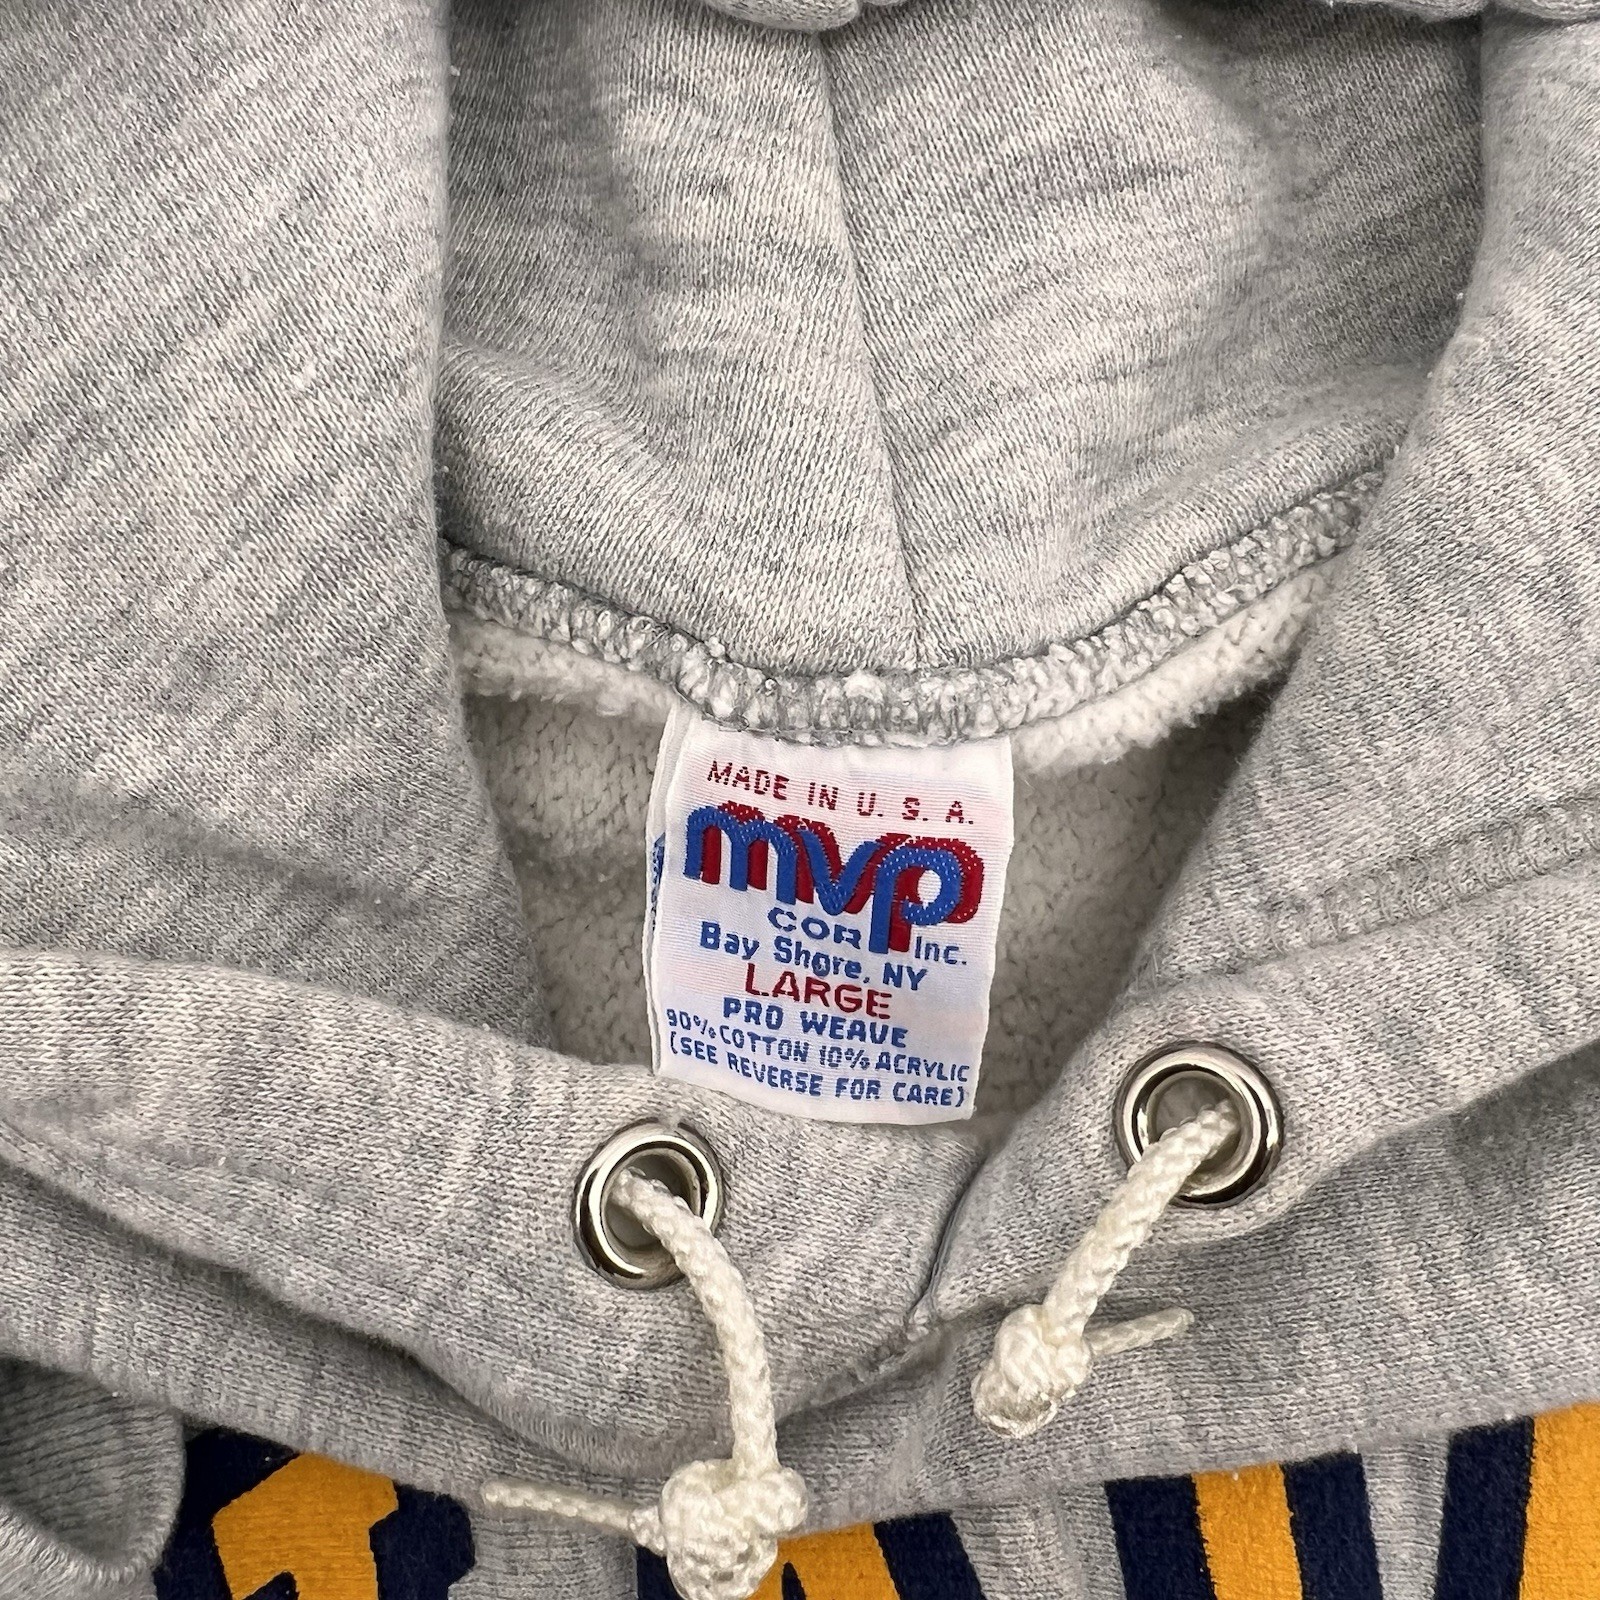 MADE IN U. S. A.
mvp
CORP Inc.
Bay Shore, NY
LARGE
PRO WEAVE
90% COTTON 10% ACRYLIC
(SEE REVERSE FOR CARE)